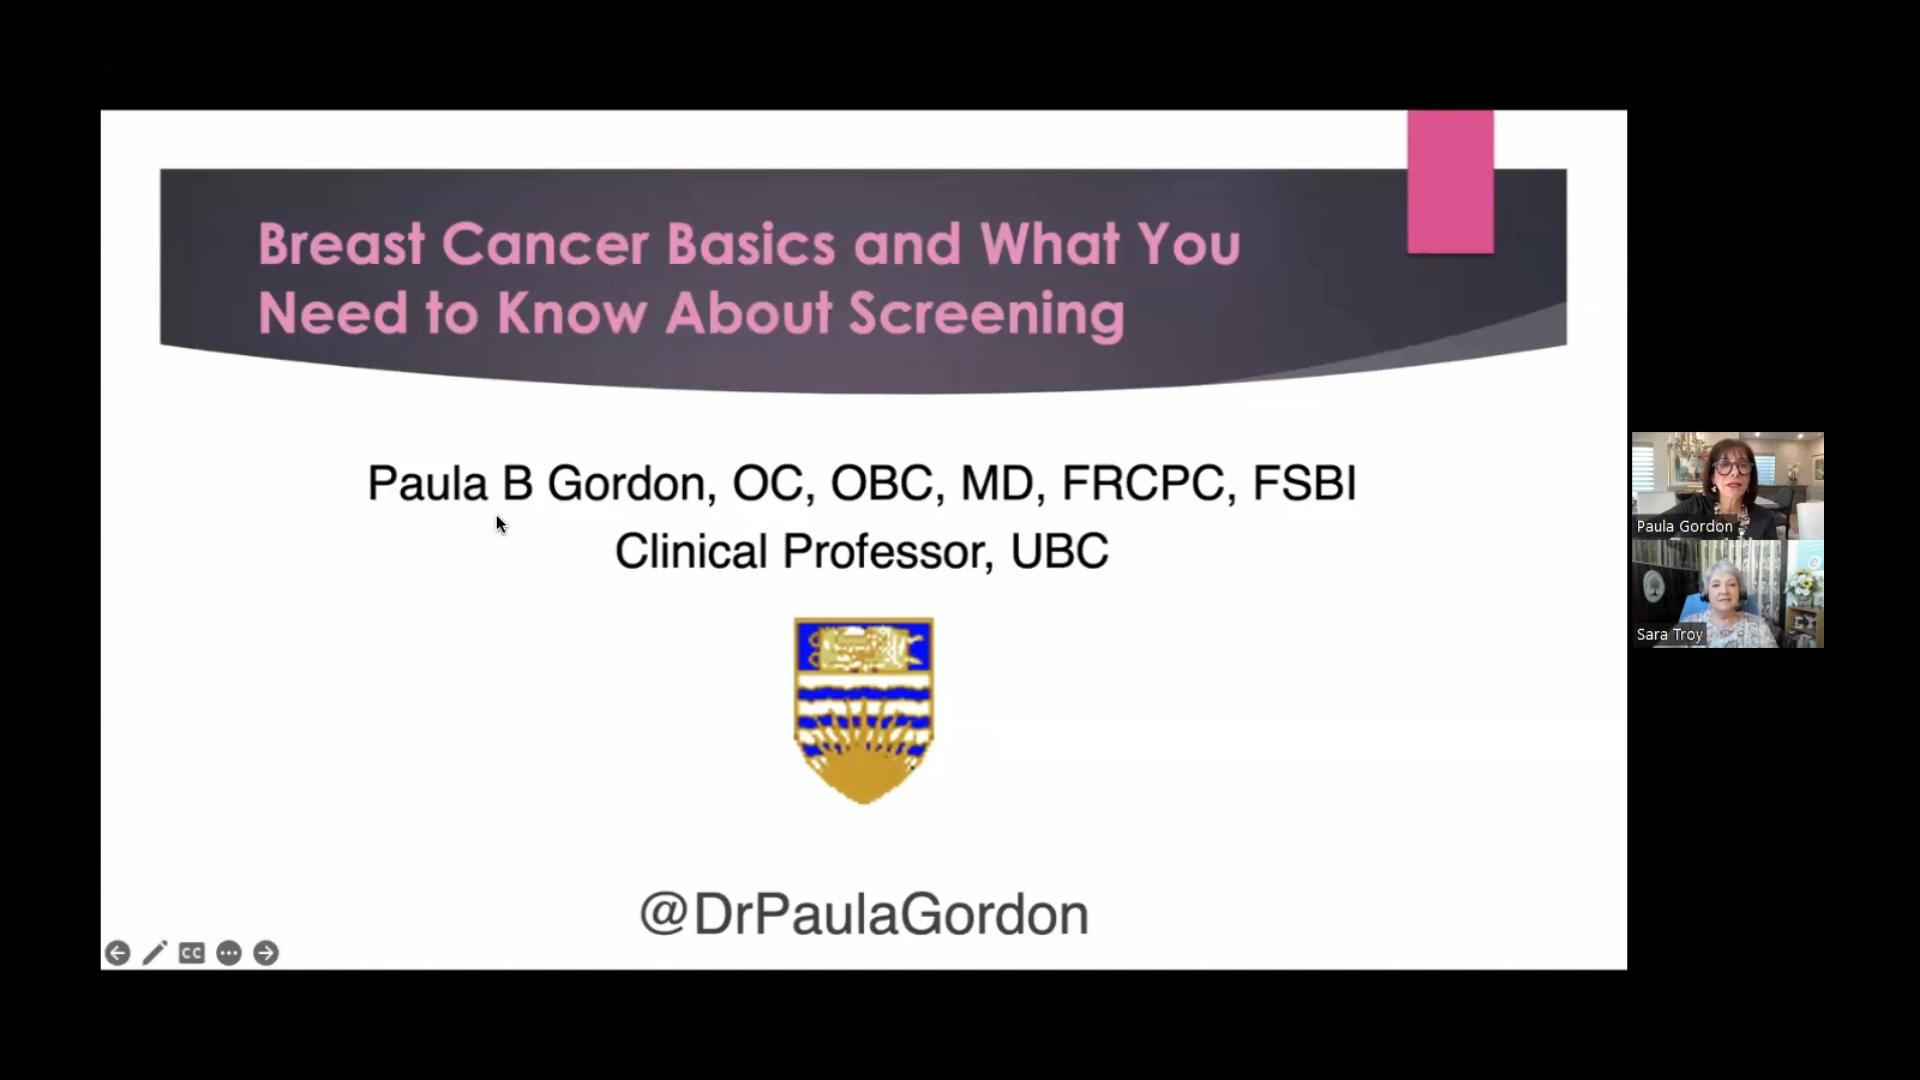 Breast Cancer Basics and What You
Need to Know About Screening
Paula B Gordon, OC, OBC, MD, FRCPC, FSBI
Clinical Professor, UBC
@DrPaulaGordon
CC
Paula Gordon
Sara Troy